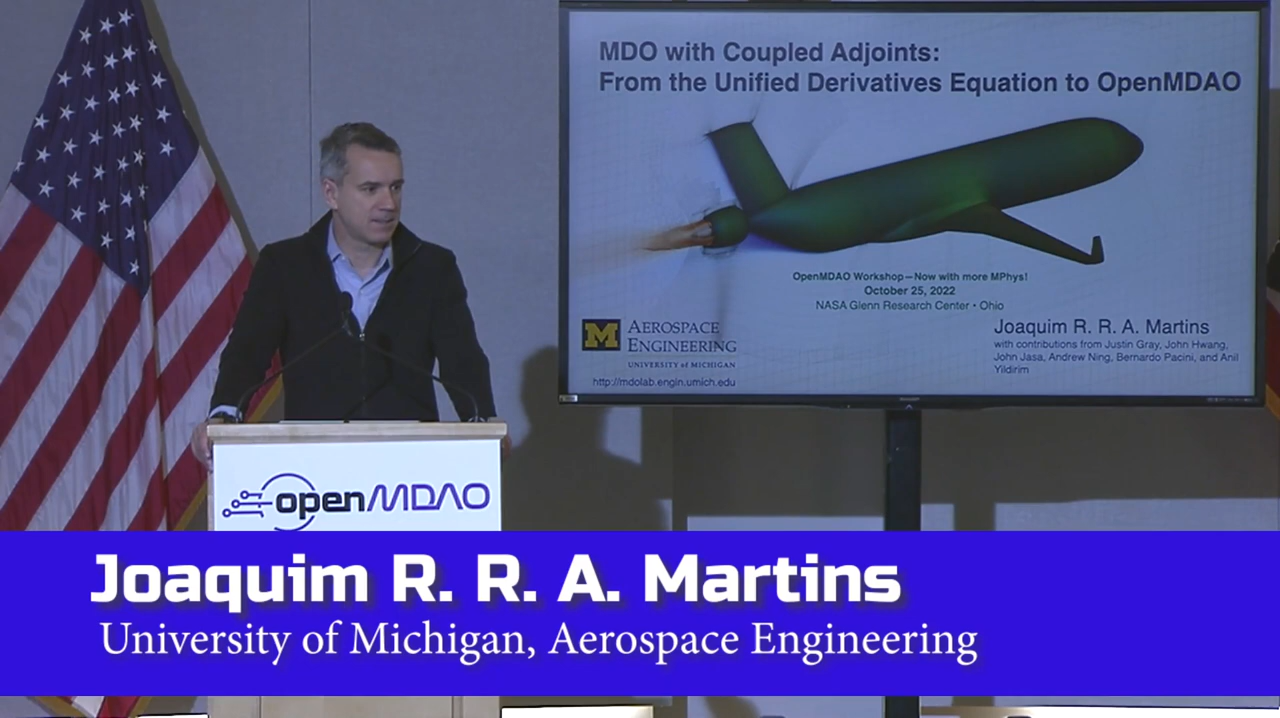 MDO with Coupled Adjoints:
From the Unified Derivatives Equation to OpenMDAO
OpenMDAO Workshop—Now with more MPhys!
October 25, 2022
NASA Glenn Research Center • Ohio
M
AEROSPACE
ENGINEERING
UNIVERSITY OF MICHIGAN
http://mdolab.engin.umich.edu
Joaquim R. R. A. Martins
with contributions from Justin Gray, John Hwang,
John Jasa, Andrew Ning, Bernardo Pacini, and Anil
Yildirim
openMDAO
Joaquim R. R. A. Martins
University of Michigan, Aerospace Engineering